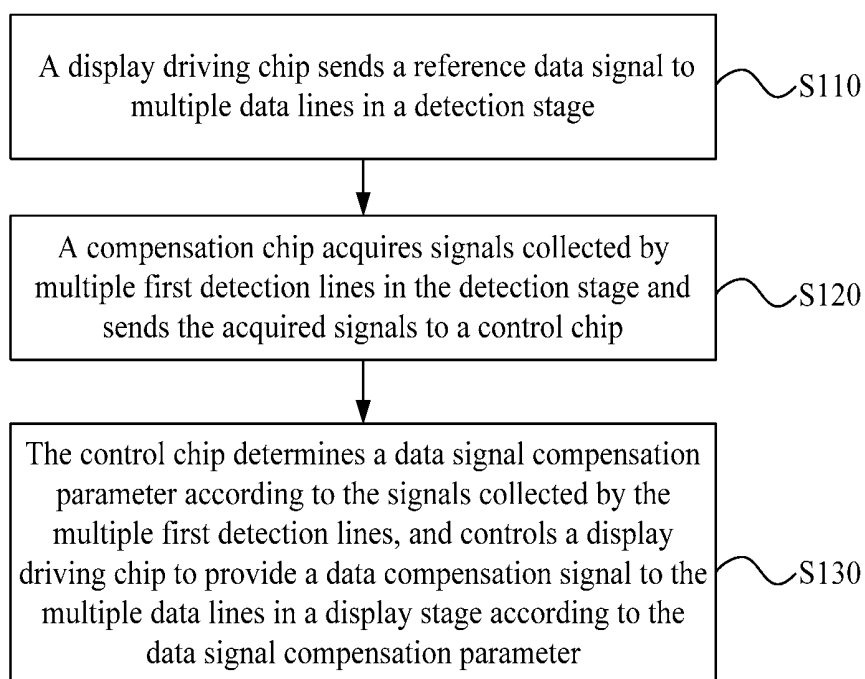 A display driving chip sends a reference data signal to
multiple data lines in a detection stage
S110
A compensation chip acquires signals collected by
multiple first detection lines in the detection stage and
sends the acquired signals to a control chip
S120
The control chip determines a data signal compensation
parameter according to the signals collected by the
multiple first detection lines, and controls a display
driving chip to provide a data compensation signal to the
multiple data lines in a display stage according to the
data signal compensation parameter
S130